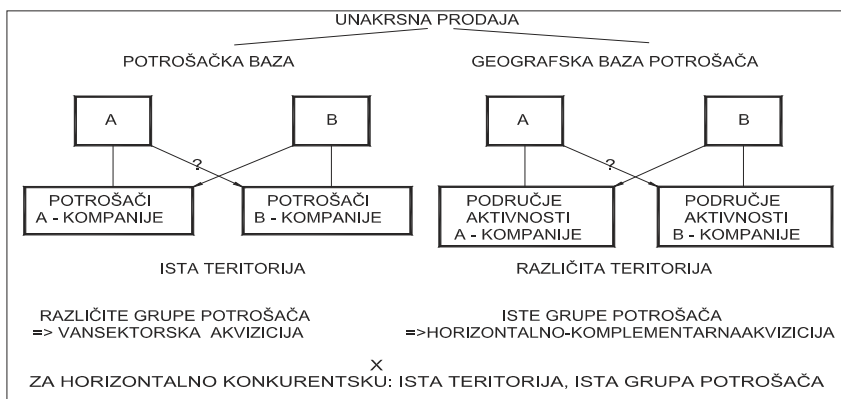 UNAKRSNA PRODAJA
POTROŠAČKA BAZA
GEOGRAFSKA BAZA POTROŠAČA
A
B
A
B
?
?
POTROŠAČI
A - KOMPANIJE
POTROŠAČI
B - KOMPANIJE
PODRUČJE
AKTIVNOSTI
A - KOMPANIJE
PODRUČJE
AKTIVNOSTI
B - KOMPANIJE
ISTA TERITORIJA
RAZLIČITA TERITORIJA
RAZLIČITE GRUPE POTROŠAČA
=> VANSEKTORSKA AKVIZICIJA
ISTE GRUPE POTROŠAČA
=>HORIZONTALNO-KOMPLEMENTARNAAKVIZICIJA
X
ZA HORIZONTALNO KONKURENTSKU: ISTA TERITORIJA, ISTA GRUPA POTROŠAČA